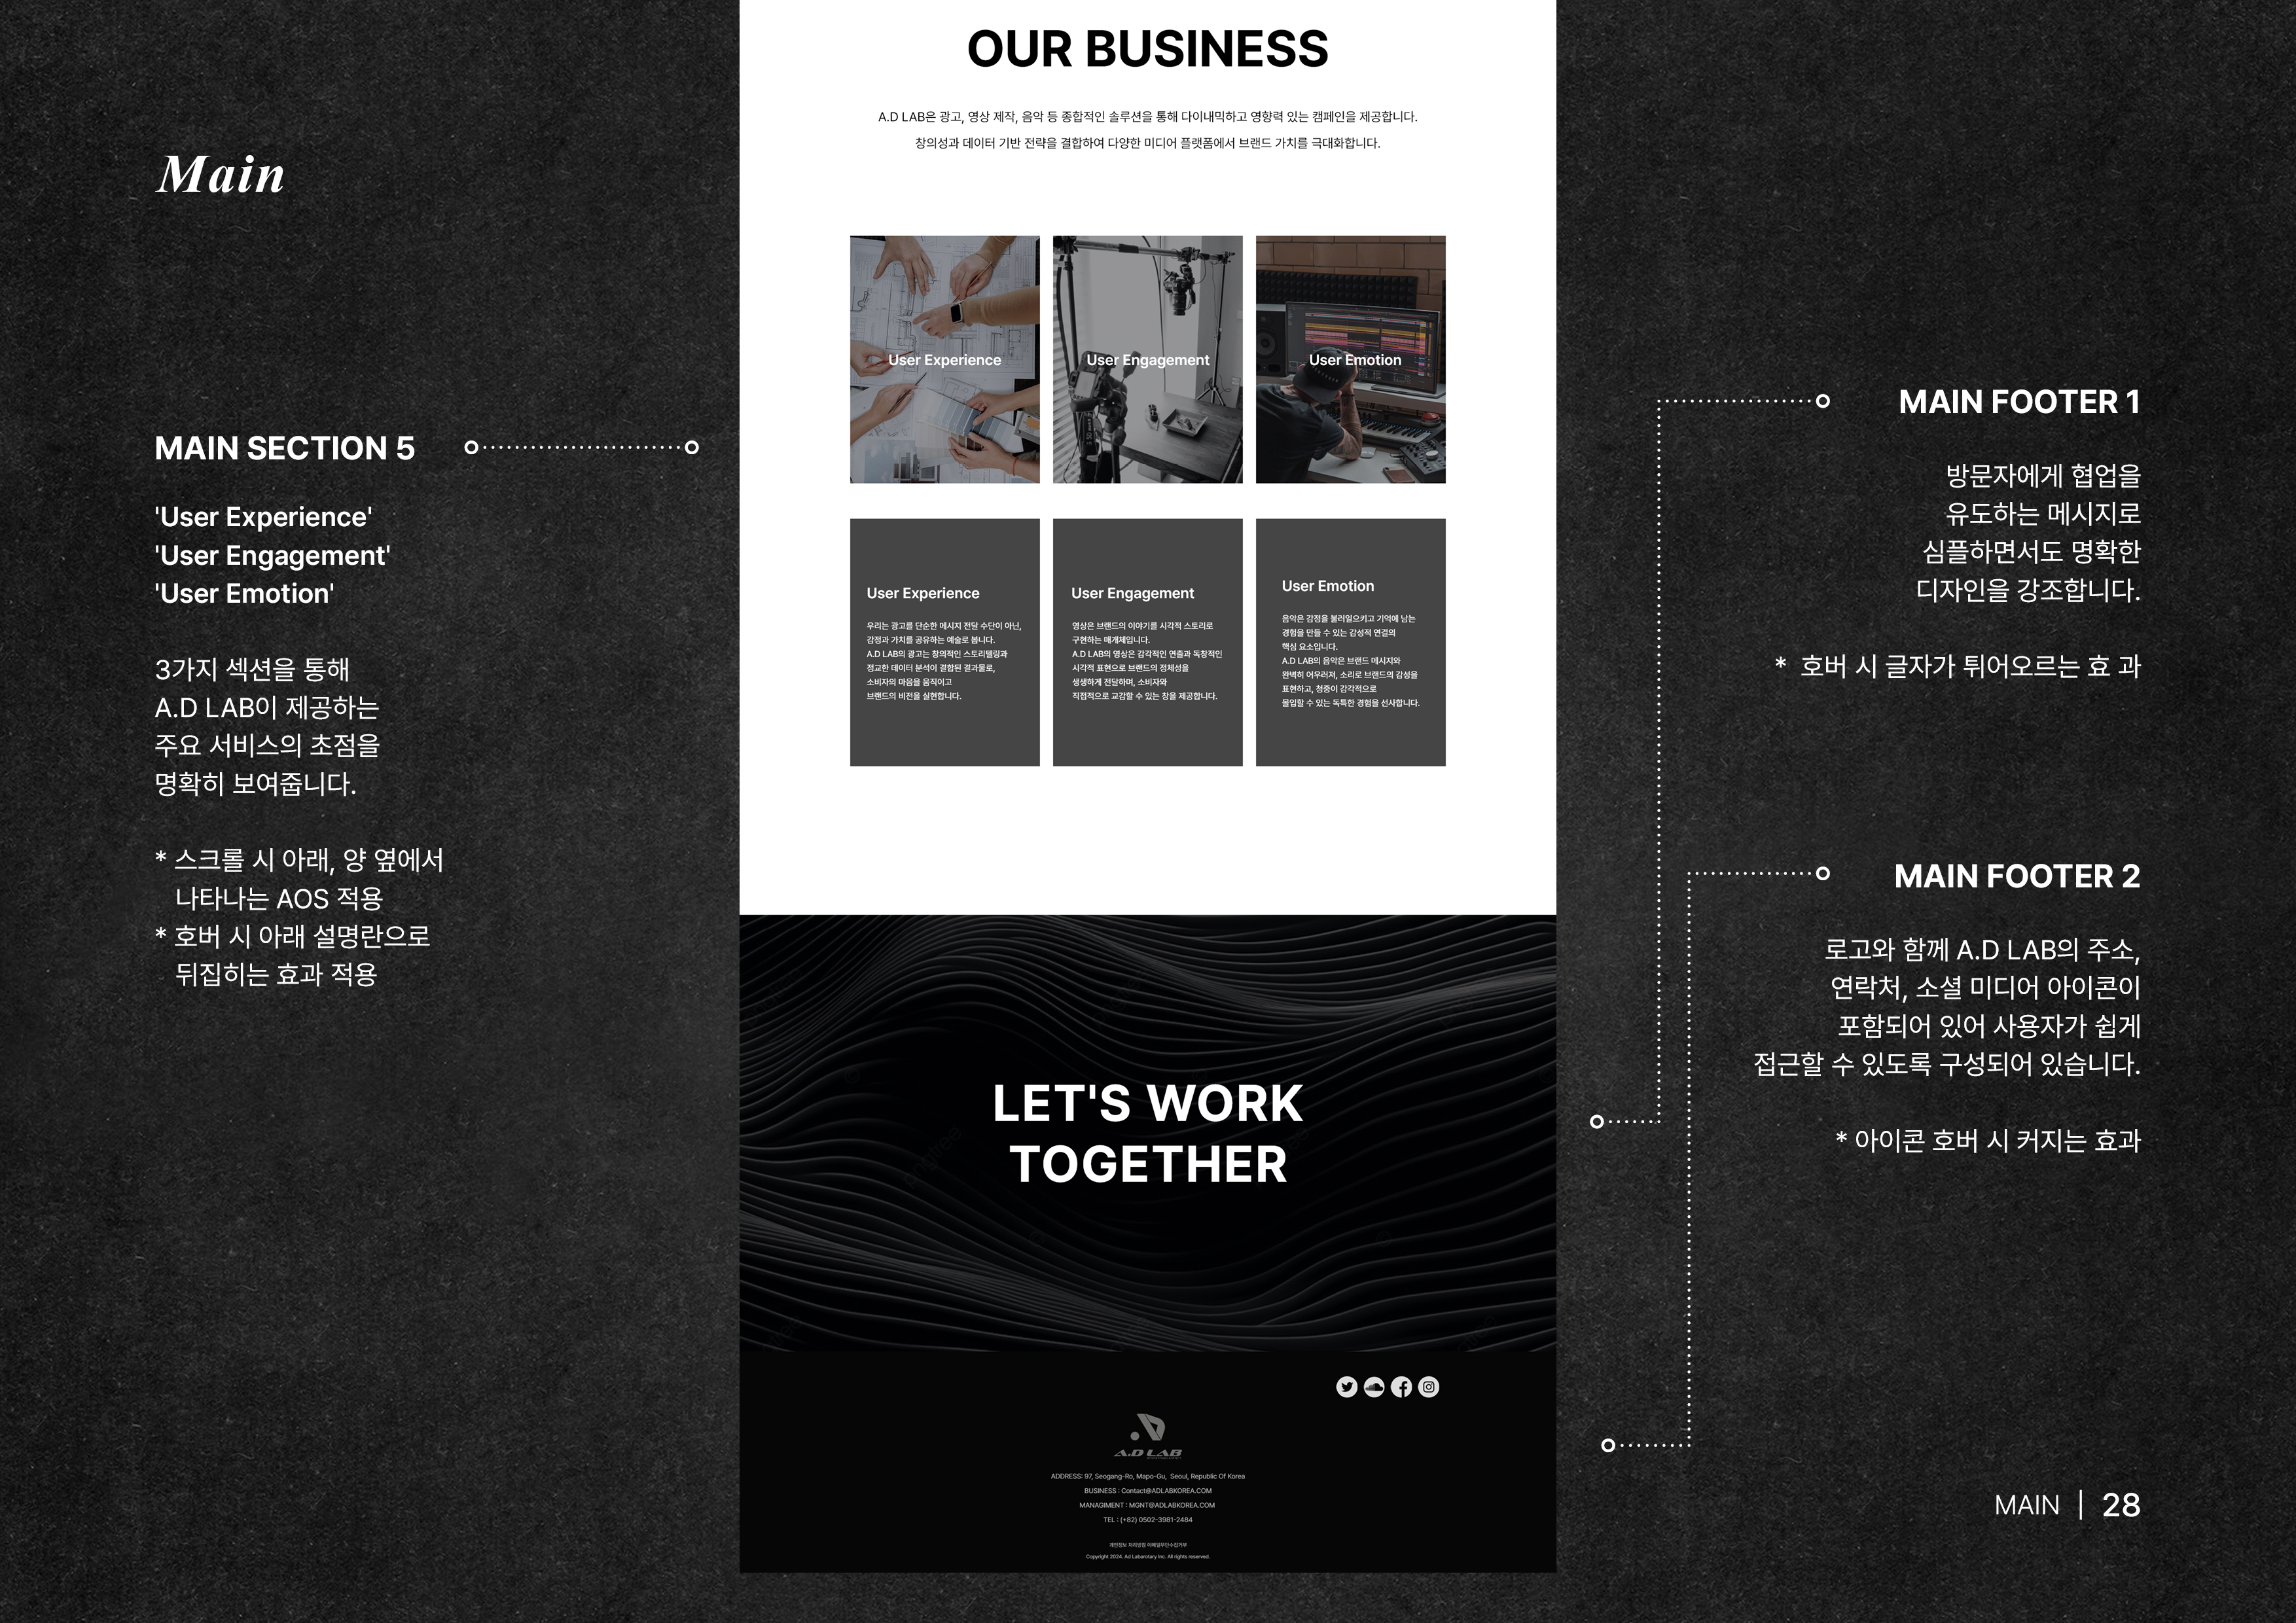 Main
MAIN SECTION 5
'User Experience'
'User Engagement'
'User Emotion'
3가지 섹션을 통해
A.D LAB이 제공하는
주요 서비스의 초점을
명확히 보여줍니다.
* 스크롤 시 아래, 양 옆에서
나타나는 AOS 적용
* 호버 시 아래 설명란으로
뒤집히는 효과 적용
OUR BUSINESS
A.D LAB은 광고, 영상 제작, 음악 등 종합적인 솔루션을 통해 다이내믹하고 영향력 있는 캠페인을 제공합니다.
창의성과 데이터 기반 전략을 결합하여 다양한 미디어 플랫폼에서 브랜드 가치를 극대화합니다.
User Experience
User Engagement
User Emotion
User Experience
우리는 광고를 단순한 메시지 전달 수단이 아닌,
감정과 가치를 공유하는 예술로 봅니다.
A.D LAB의 광고는 창의적인 스토리텔링과
정교한 데이터 분석이 결합된 결과물로,
소비자의 마음을 움직이고
브랜드의 비전을 실현합니다.
User Engagement
영상은 브랜드의 이야기를 시각적 스토리로
구현하는 매개체입니다.
A.D LAB의 영상은 감각적인 연출과 독창적인
시각적 표현으로 브랜드의 정체성을
생생하게 전달하며, 소비자와
직접적으로 교감할 수 있는 창을 제공합니다.
User Emotion
음악은 감정을 불러일으키고 기억에 남는
경험을 만들 수 있는 감성적 연결의
핵심 요소입니다.
A.D LAB의 음악은 브랜드 메시지와
완벽히 어우러져, 소리로 브랜드의 감성을
표현하고, 청중이 감각적으로
몰입할 수 있는 독특한 경험을 선사합니다.
LET'S WORK
TOGETHER
A.D LAB
ADDRESS: 97, Seogang-Ro, Mapo-Gu, Seoul, Republic Of Korea
BUSINESS : Contact@ADLABKOREA.COM
MANAGIMENT : MGNT@ADLABKOREA.COM
TEL : (+82) 0502-3981-2484
개인정보 처리방침 이메일무단수집거부
Copyright 2024. Ad Labarotary Inc. All rights reserved.
MAIN FOOTER 1
방문자에게 협업을
유도하는 메시지로
심플하면서도 명확한
디자인을 강조합니다.
* 호버 시 글자가 튀어오르는 효 과
MAIN FOOTER 2
로고와 함께 A.D LAB의 주소,
연락처, 소셜 미디어 아이콘이
포함되어 있어 사용자가 쉽게
접근할 수 있도록 구성되어 있습니다.
* 아이콘 호버 시 커지는 효과
MAIN | 28